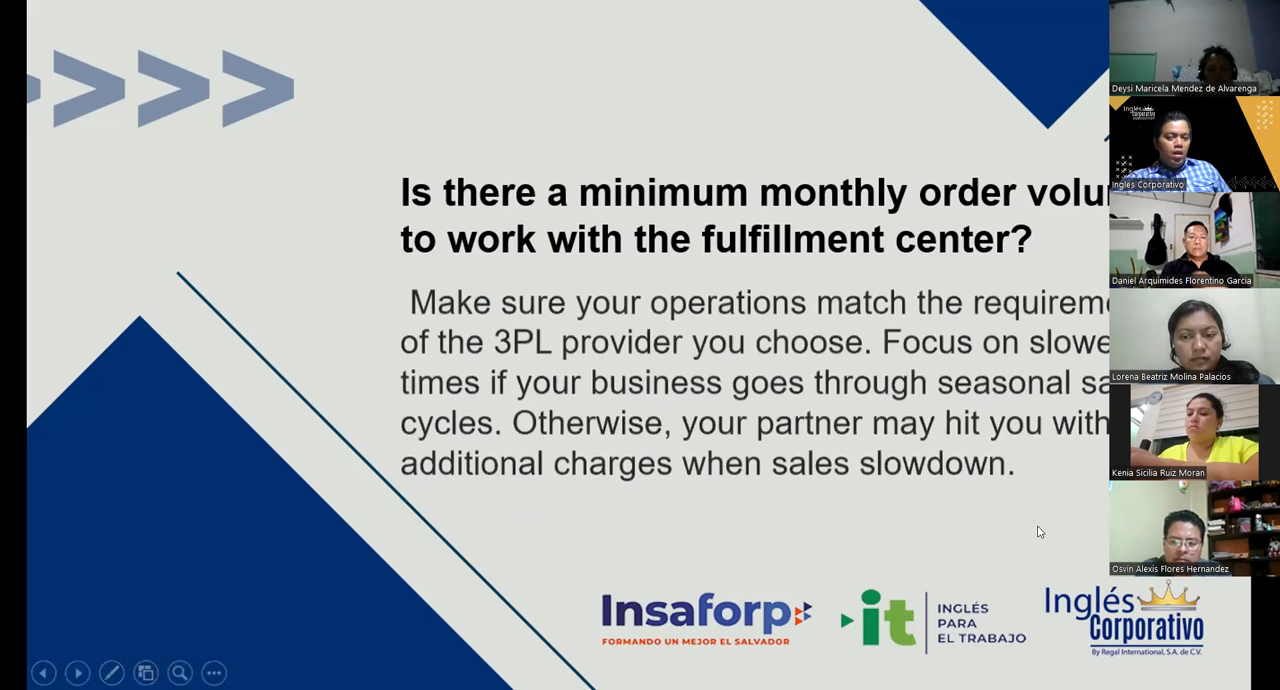 Is there a minimum monthly order
to work with the fulfillment center?
Make sure your operations match the
of the 3PL provider you choose. Focus on
times if your business goes through seasonal
cycles. Otherwise, your partner may hit you with
additional charges when sales slowdown.
Insaforp
FORMANDO UN MEJOR EL SALVADOR
it
INGLÉS
PARA
EL TRABAJO
Inglés
Corporativo
By Regal International, S.A. de C.V.
Deysi Maricela Mendez de Alvarenga
Inglés
Corporativo
Ingles Corporativo
Daniel Arquimides Florentino Garcia
Lorena Beatriz Molina Palacios
Kenia Sicilia Ruiz Moran
Osvin Alexis Flores Hernandez